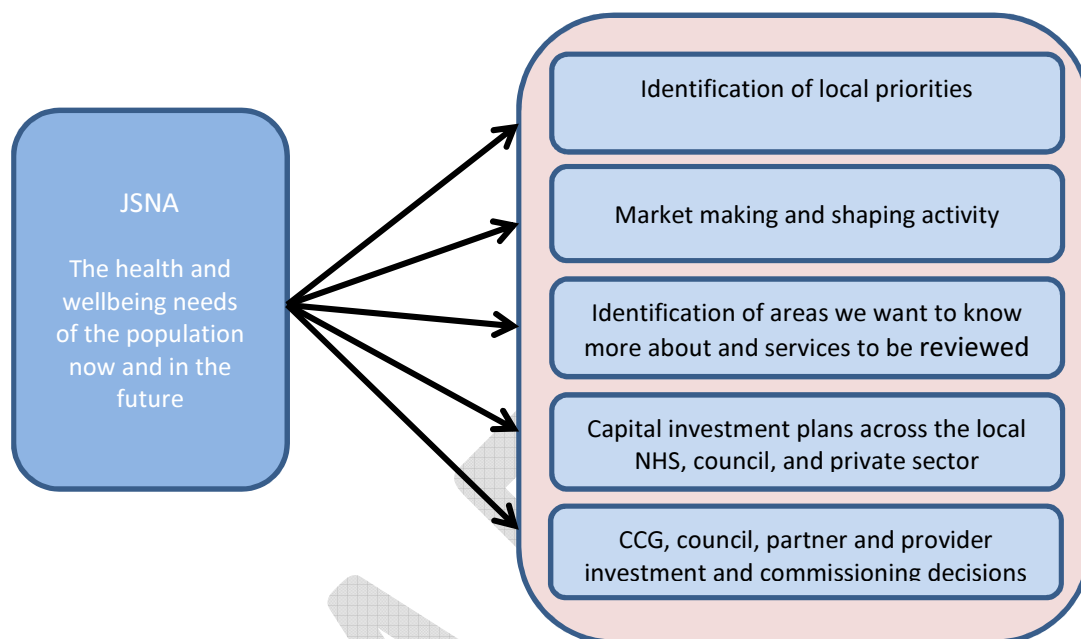 JSNA
The health and
wellbeing needs
of the population
now and in the
future
Identification of local priorities
Market making and shaping activity
Identification of areas we want to know
more about and services to be reviewed
Capital investment plans across the local
NHS, council, and private sector
CCG, council, partner and provider
investment and commissioning decisions